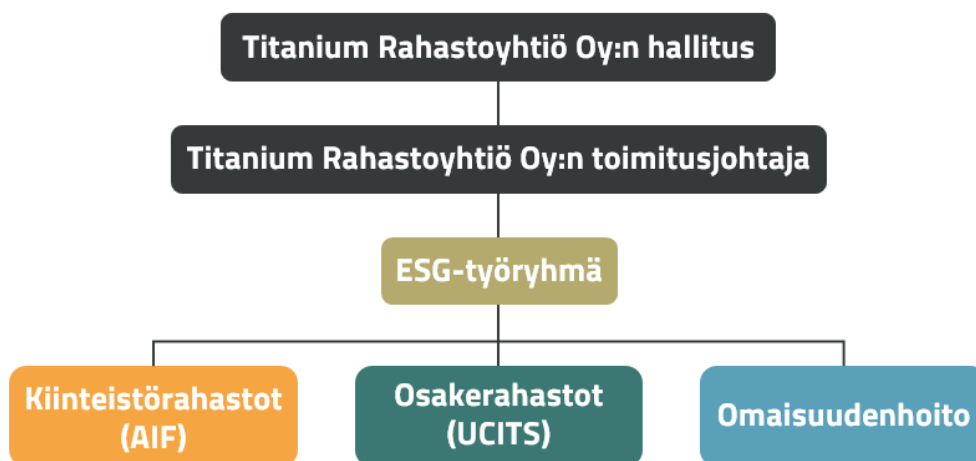 Titanium Rahastoyhtiö Oy:n hallitus
Titanium Rahastoyhtiö Oy:n toimitusjohtaja
ESG-työryhmä
Kiinteistörahastot
(AIF)
Osakerahastot
(UCITS)
Omaisuudenhoito